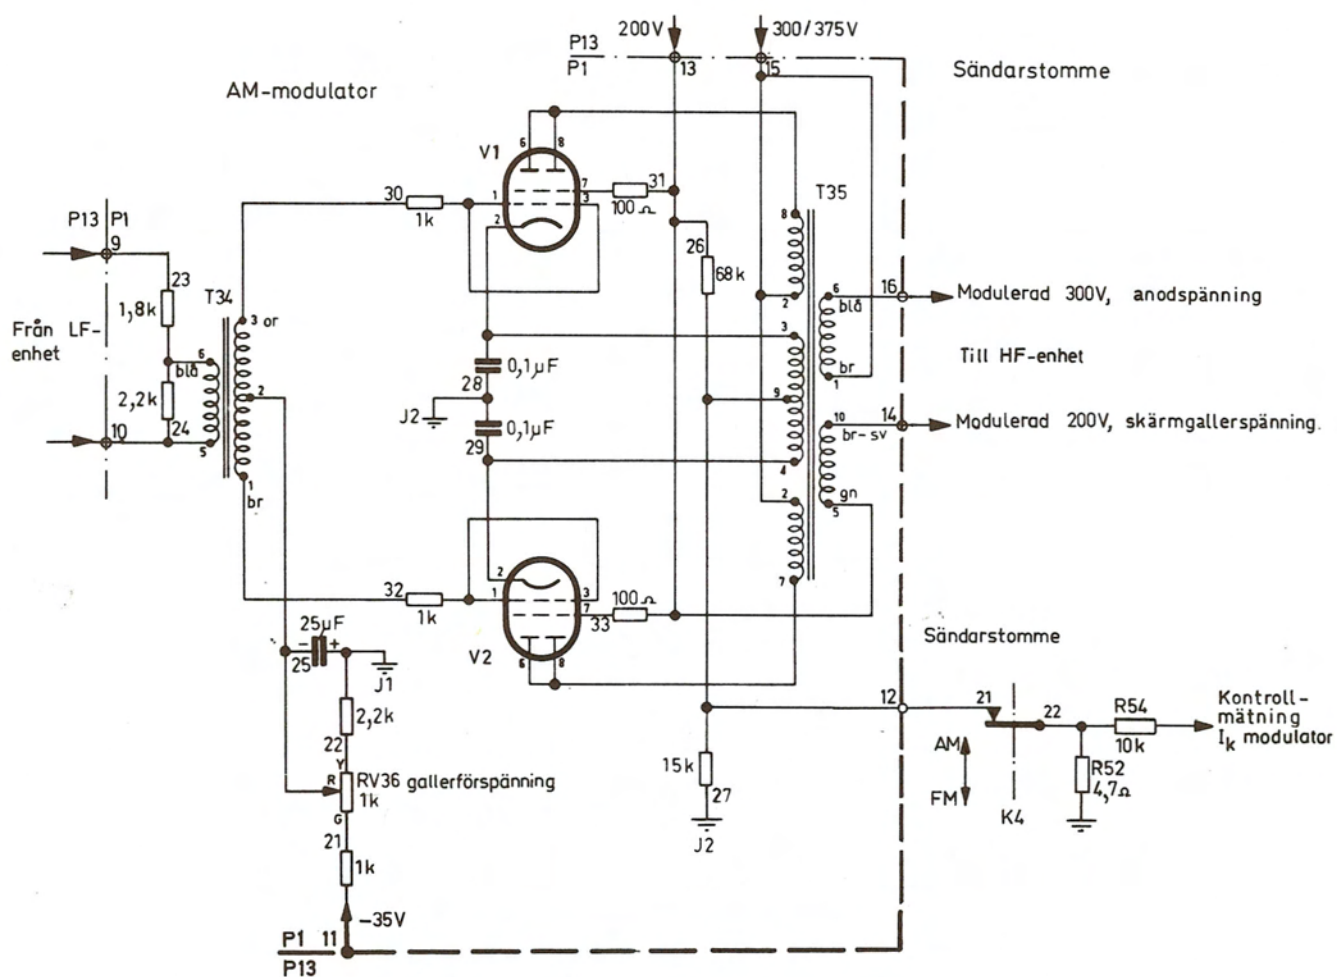 200V
300/375V
P13
P1
13
15
Sändarstomme
AM-modulator
6
8
V1
7
31
3
1
2
100Ω
30
1k
P13
P1
9
23
1,8k
T34
3 or
Från LF-
enhet
6
blå
2
2,2k
10
24
5
1
br
26
68k
T35
8
2
3
9
4
2
7
6
blå
16
Modulerad 300V, anodspänning
br
1
Till HF-enhet
10
br-sv
14
Modulerad 200V, skärmgallerspänning.
gn
5
0,1µF
28
J2
0,1µF
29
32
1k
2
1
3
7
33
100Ω
V2
6
8
25µF
-
+
25
J1
2,2k
22
Y
R
RV36 gallerförspänning
1k
G
21
1k
-35V
P1
11
P13
Sändarstomme
12
21
22
R54
10k
Kontroll-
mätning
Ik modulator
AM
FM
K4
R52
4,7Ω
15k
27
J2